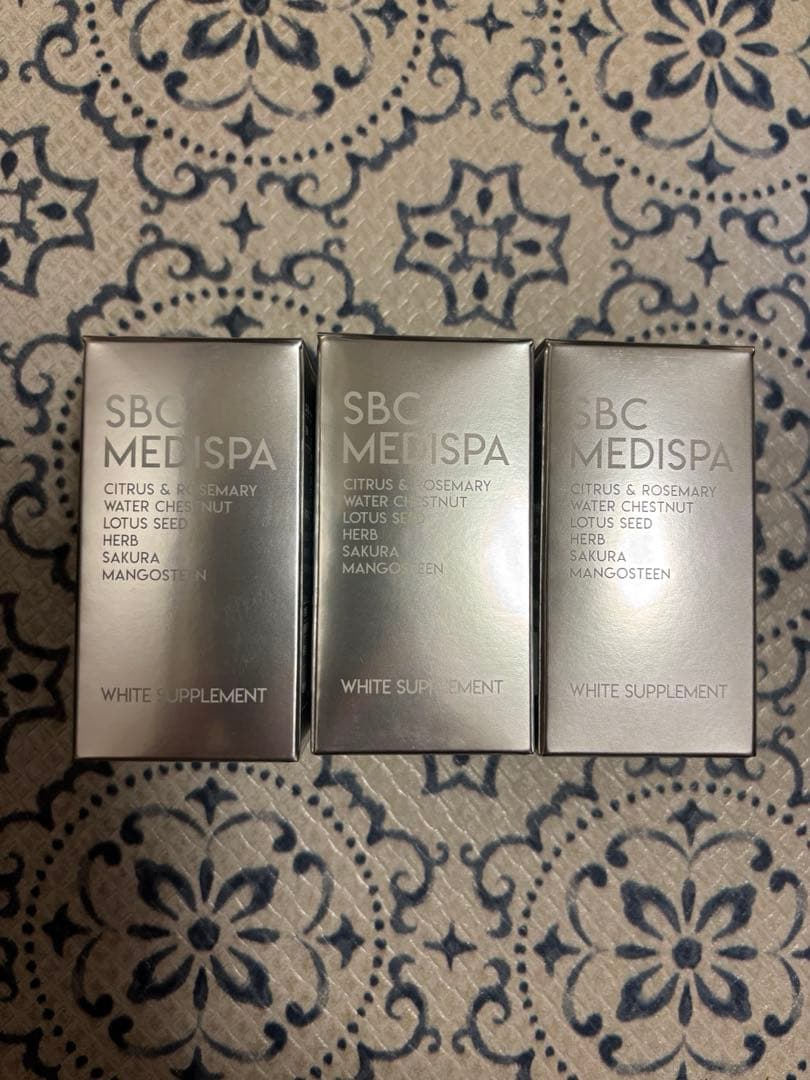 SBC
MEDISPA
CITRUS & ROSEMARY
WATER CHESTNUT
LOTUS SEED
HERB
SAKURA
MANGOSTEEN
WHITE SUPPLEMENT
SBC
MEDISPA
CITRUS & ROSEMARY
WATER CHESTNUT
LOTUS SEED
HERB
SAKURA
MANGOSTEEN
WHITE SUPPLEMENT
SBC
MEDISPA
CITRUS & ROSEMARY
WATER CHESTNUT
LOTUS SEED
HERB
SAKURA
MANGOSTEEN
WHITE SUPPLEMENT